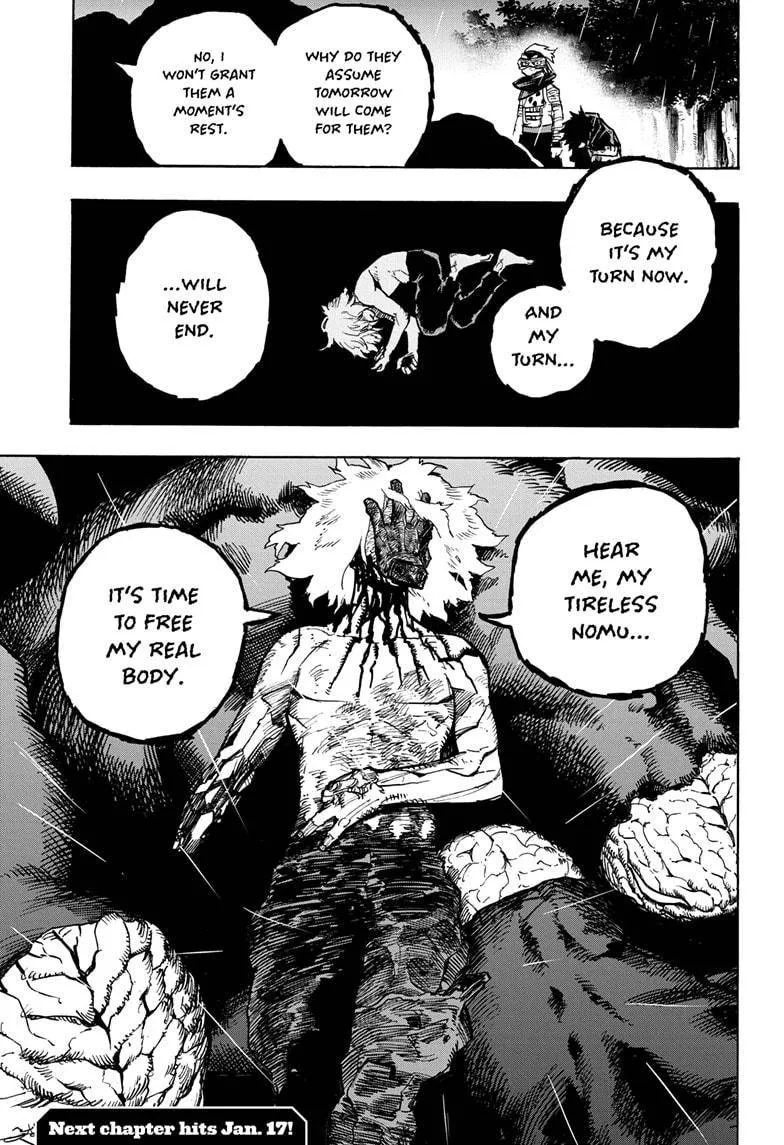 WHY DO THEY
ASSUME
TOMORROW
WILL COME
FOR THEM?
NO, I
WON'T GRANT
THEM A
MOMENT'S
REST.
BECAUSE
IT'S MY
TURN NOW.
AND
MY
TURN...
...WILL
NEVER
END.
HEAR
ME, MY
TIRELESS
NOMU...
IT'S TIME
TO FREE
MY REAL
BODY.
Next chapter hits Jan. 17!